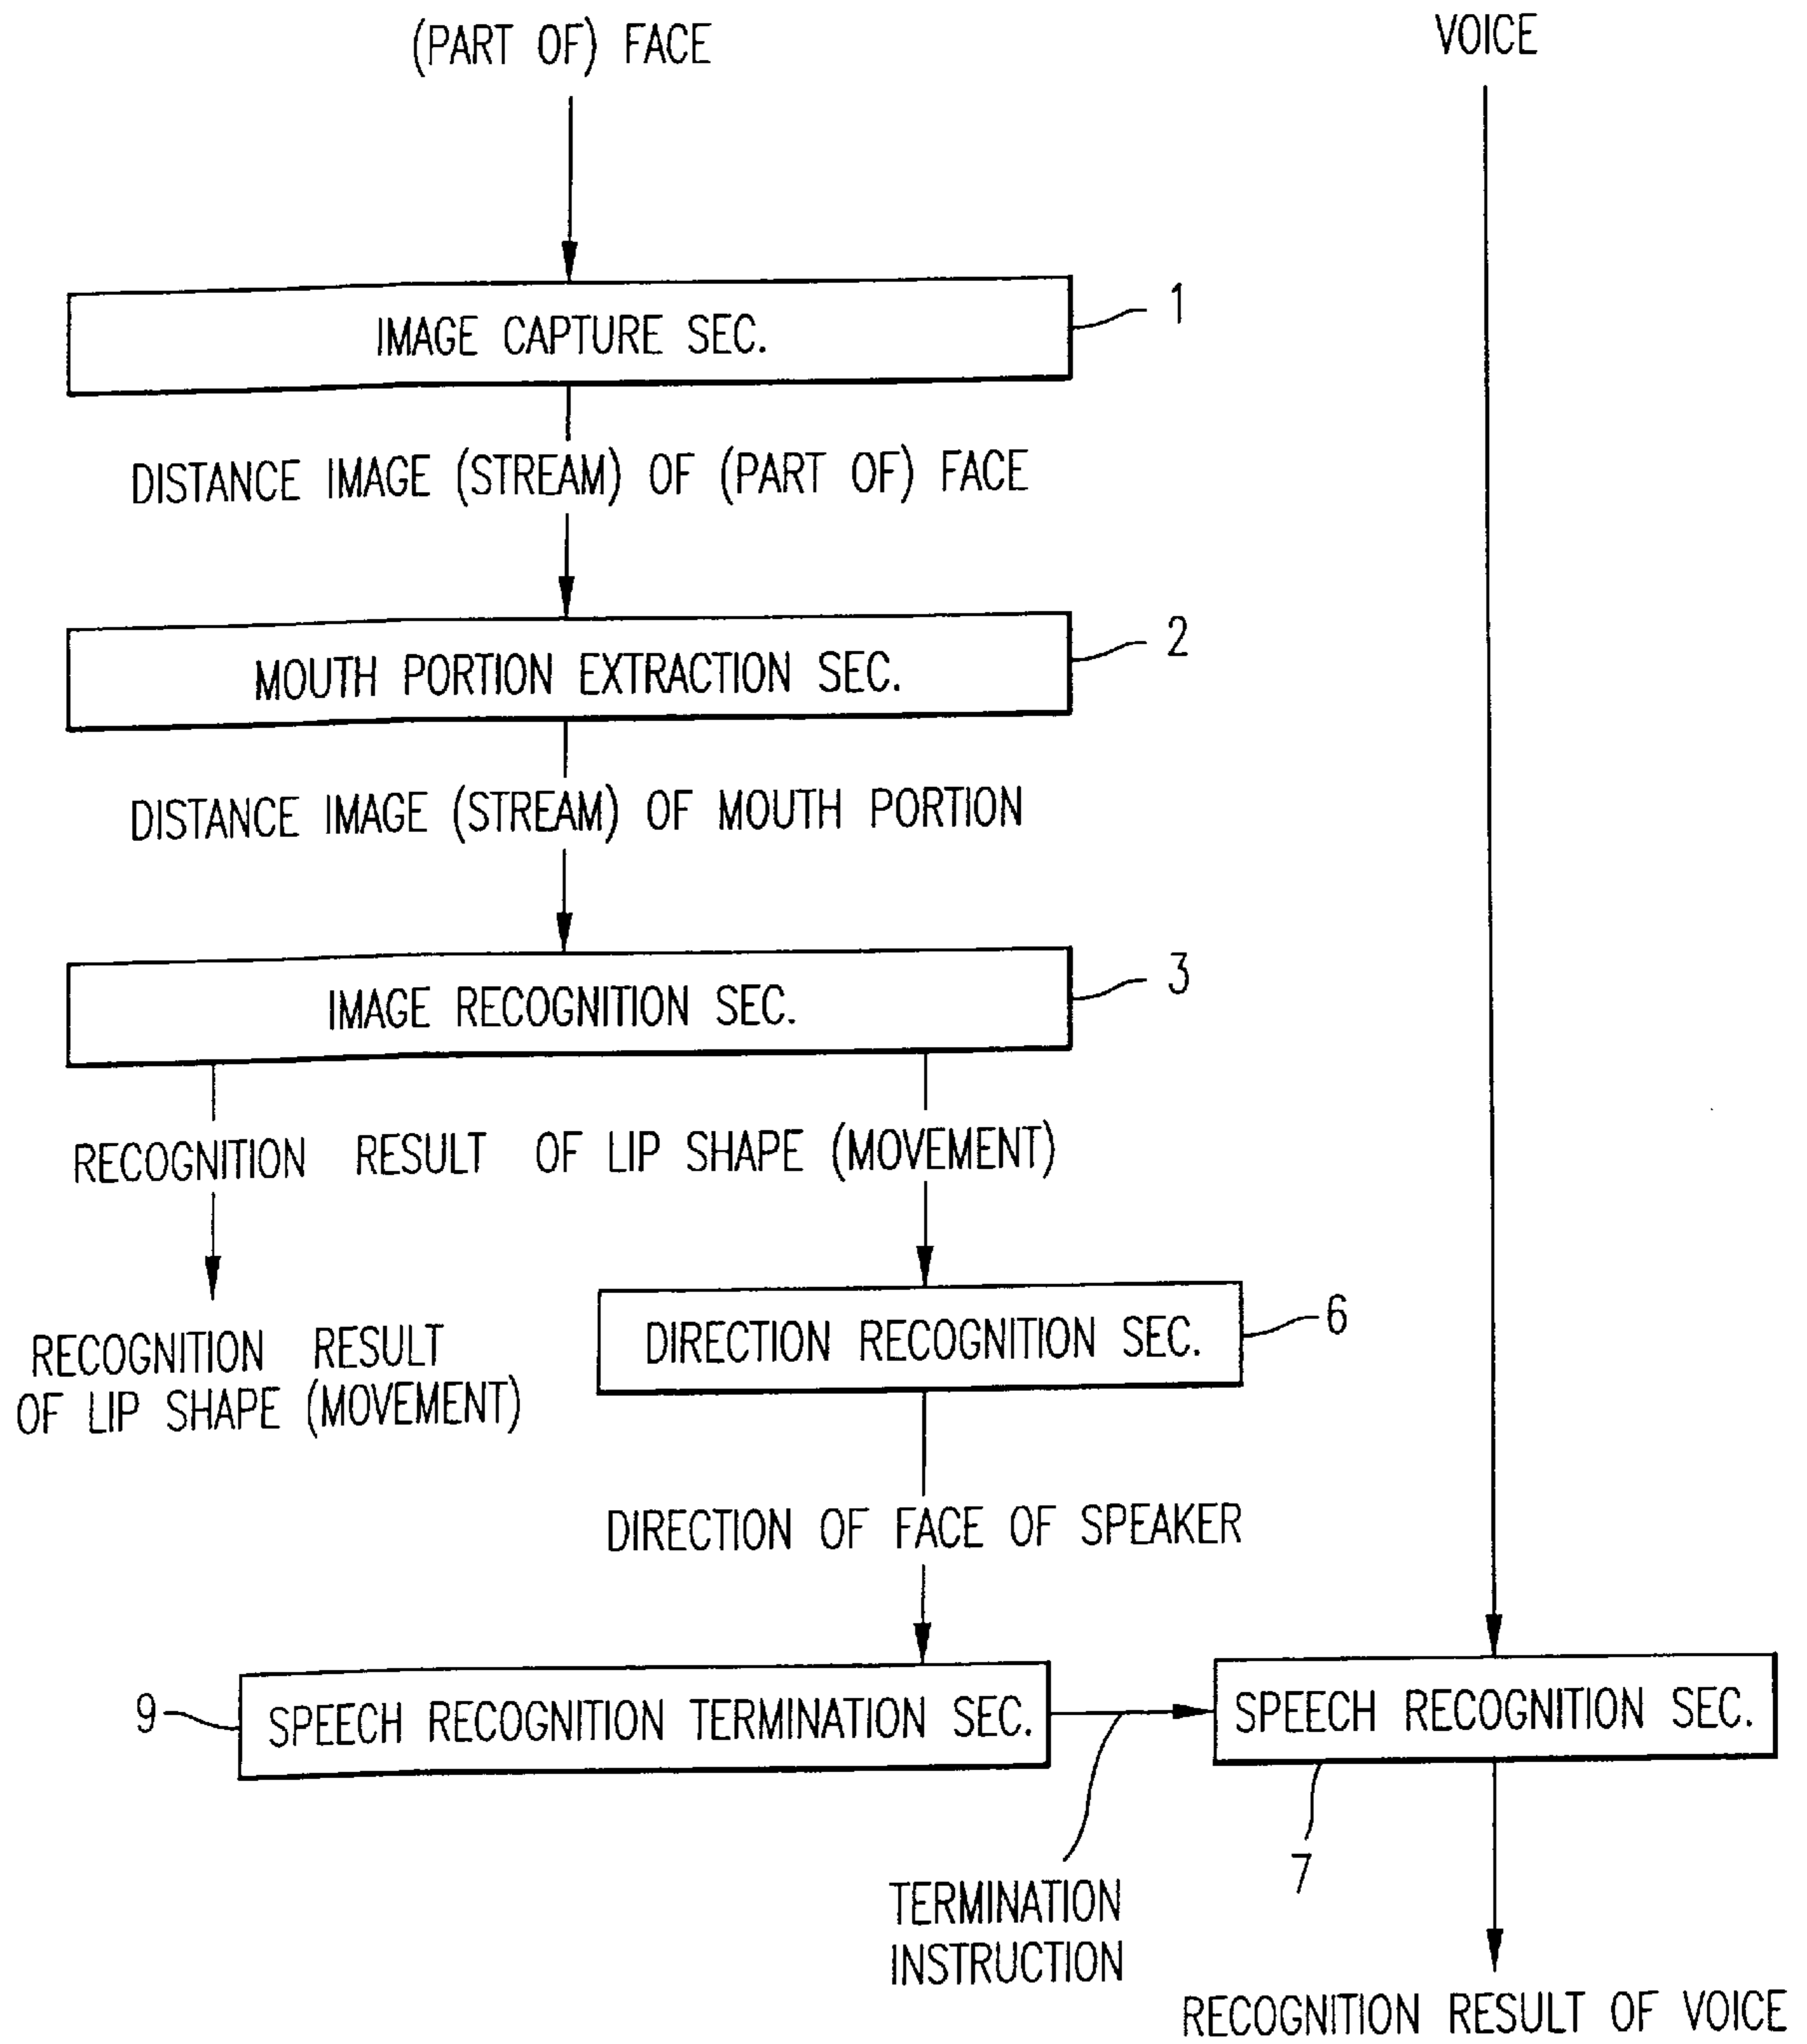 (PART OF) FACE
VOICE
IMAGE CAPTURE SEC.
1
DISTANCE IMAGE (STREAM) OF (PART OF) FACE
MOUTH PORTION EXTRACTION SEC.
2
DISTANCE IMAGE (STREAM) OF MOUTH PORTION
IMAGE RECOGNITION SEC.
3
RECOGNITION RESULT OF LIP SHAPE (MOVEMENT)
RECOGNITION RESULT
OF LIP SHAPE (MOVEMENT)
DIRECTION RECOGNITION SEC.
6
DIRECTION OF FACE OF SPEAKER
9
SPEECH RECOGNITION TERMINATION SEC.
SPEECH RECOGNITION SEC.
7
TERMINATION
INSTRUCTION
RECOGNITION RESULT OF VOICE